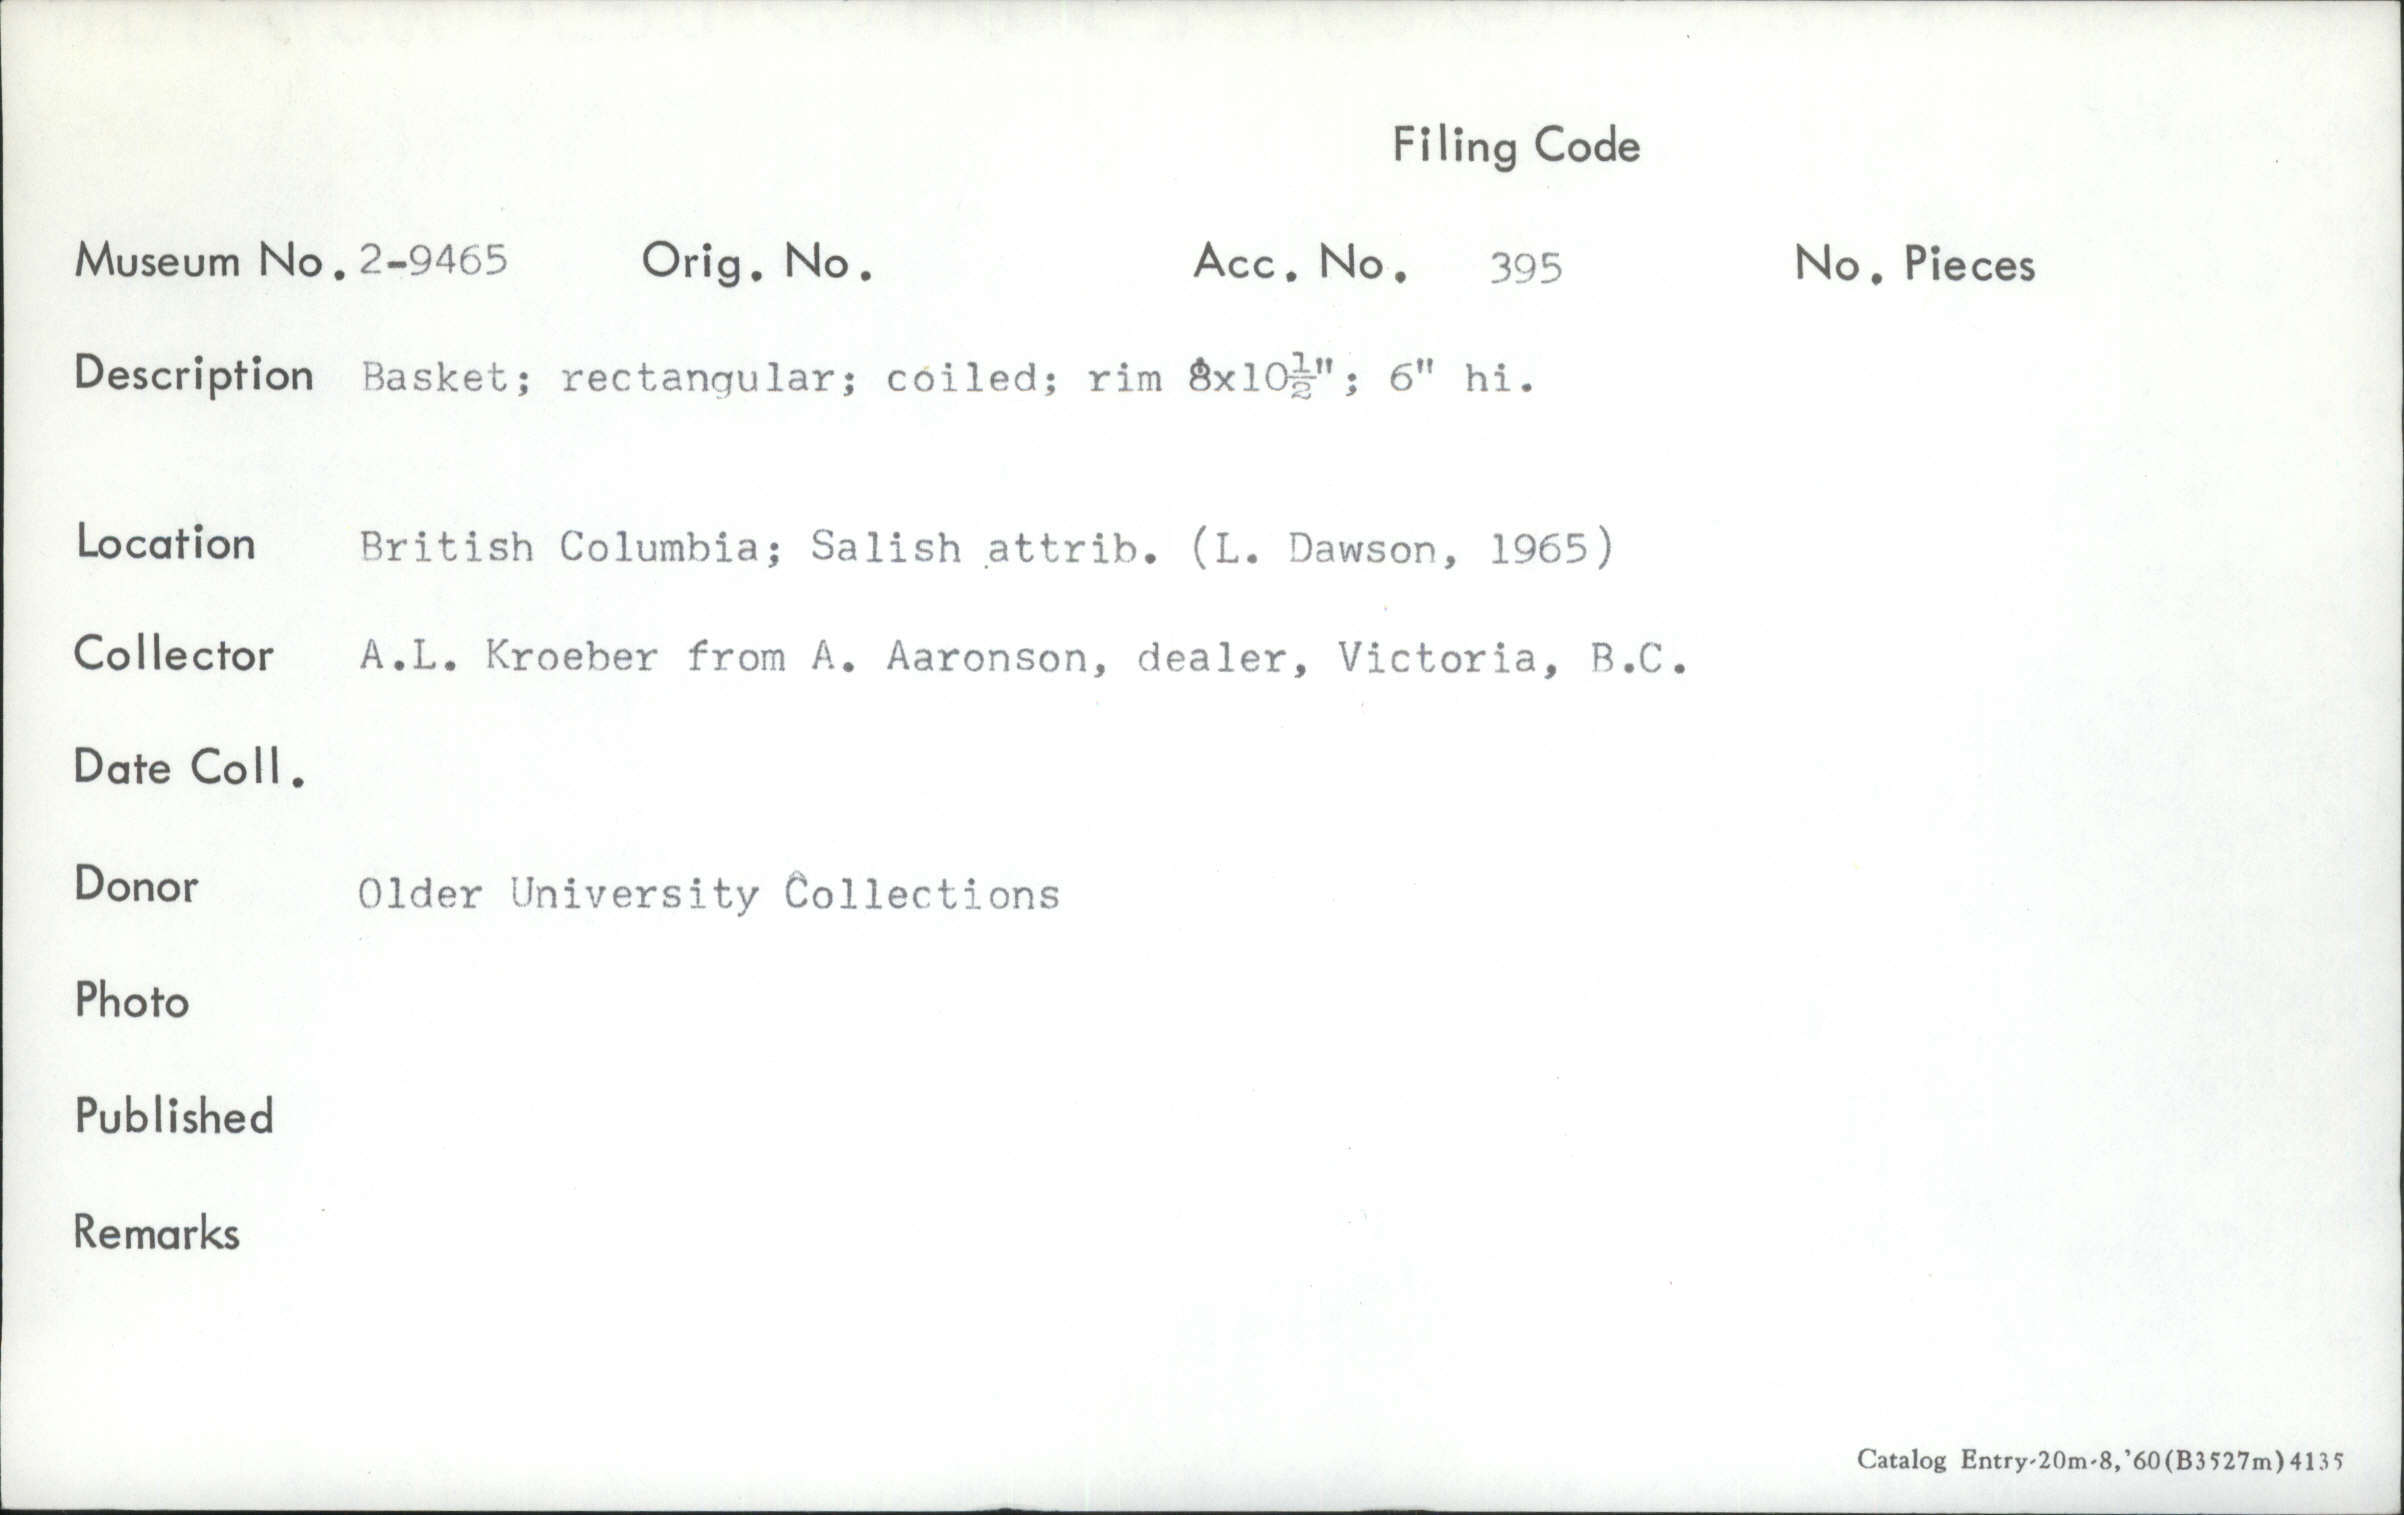 Filing Code
Museum No. 2-9465 Orig. No. Acc. No. 395 No. Pieces
Description Basket; rectangular; coiled; rim 8x10½"; 6" hi.
Location British Columbia; Salish attrib. (L. Dawson, 1965)
Collector A.L. Kroeber from A. Aaronson, dealer, Victoria, B.C.
Date Coll.
Donor Older University Collections
Photo
Published
Remarks
Catalog Entry-20m-8,'60(B3527m)4135